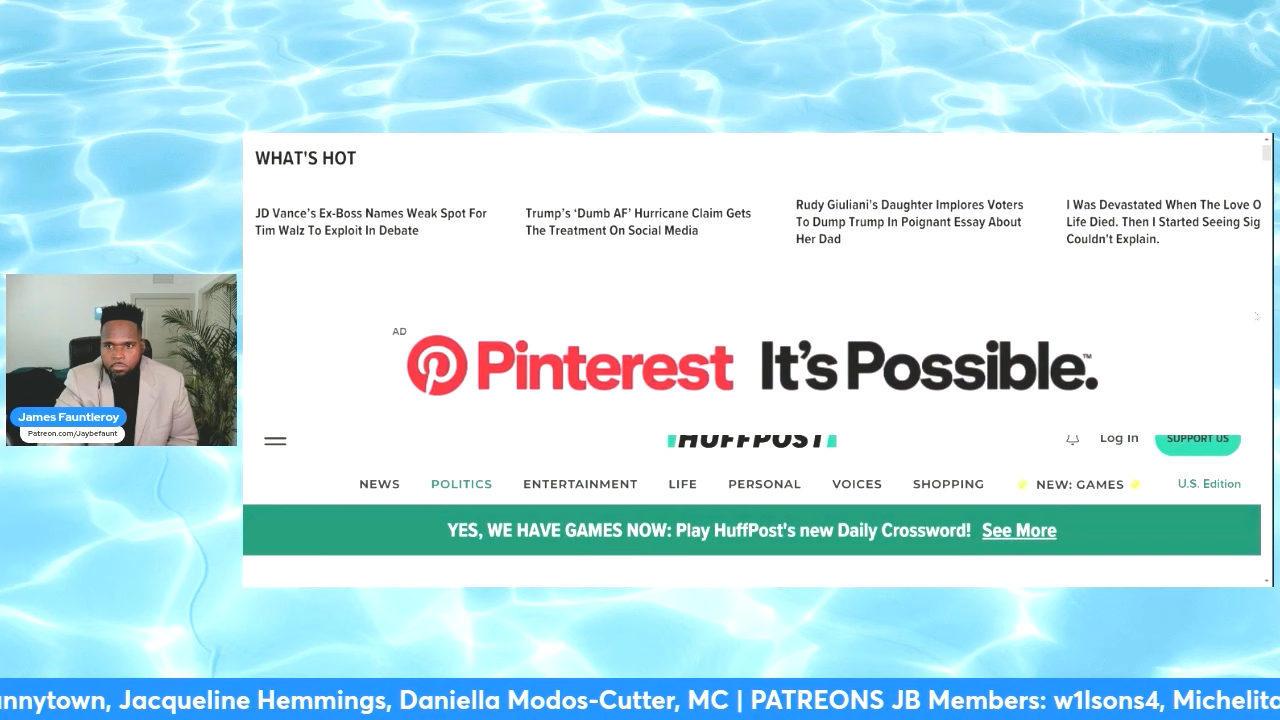 WHAT'S HOT
JD Vance's Ex-Boss Names Weak Spot For
Tim Walz To Exploit In Debate
Trump's ‘Dumb AF’ Hurricane Claim Gets
The Treatment On Social Media
Rudy Giuliani's Daughter Implores Voters
To Dump Trump In Poignant Essay About
Her Dad
I Was Devastated When The Love O
Life Died. Then I Started Seeing Sig
Couldn't Explain.
AD
Pinterest It's Possible.™
HUFFPOST
Log In
SUPPORT US
NEWS POLITICS ENTERTAINMENT LIFE PERSONAL VOICES SHOPPING NEW: GAMES U.S. Edition
YES, WE HAVE GAMES NOW: Play HuffPost's new Daily Crossword! See More
James Fauntleroy
Patreon.com/Jaybefaunt
nnytown, Jacqueline Hemmings, Daniella Modos-Cutter, MC | PATREONS JB Members: w1lsons4, Michelito